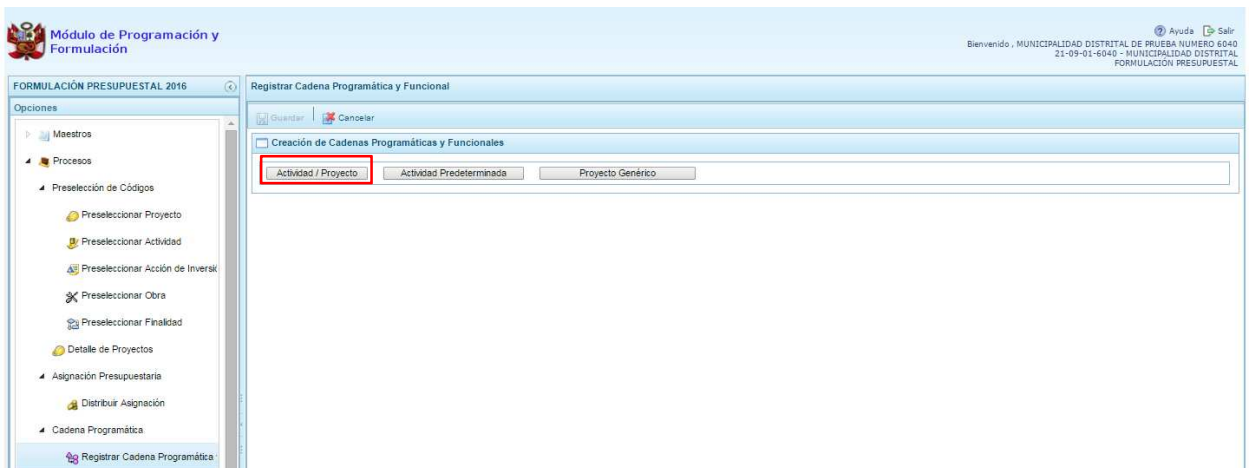 Módulo de Programación y
Formulación
Ayuda Salir
Bienvenido , MUNICIPALIDAD DISTRITAL DE PRUEBA NUMERO 6040
21-09-01-6040 - MUNICIPALIDAD DISTRITAL
FORMULACIÓN PRESUPUESTAL
FORMULACIÓN PRESUPUESTAL 2016
Opciones
Maestros
Procesos
Preselección de Códigos
Preseleccionar Proyecto
Preseleccionar Actividad
Preseleccionar Acción de Inversió
Preseleccionar Obra
Preseleccionar Finalidad
Detalle de Proyectos
Asignación Presupuestaria
Distribuir Asignación
Cadena Programática
Registrar Cadena Programática
Registrar Cadena Programática y Funcional
Guardar Cancelar
Creación de Cadenas Programáticas y Funcionales
Actividad / Proyecto Actividad Predeterminada Proyecto Genérico